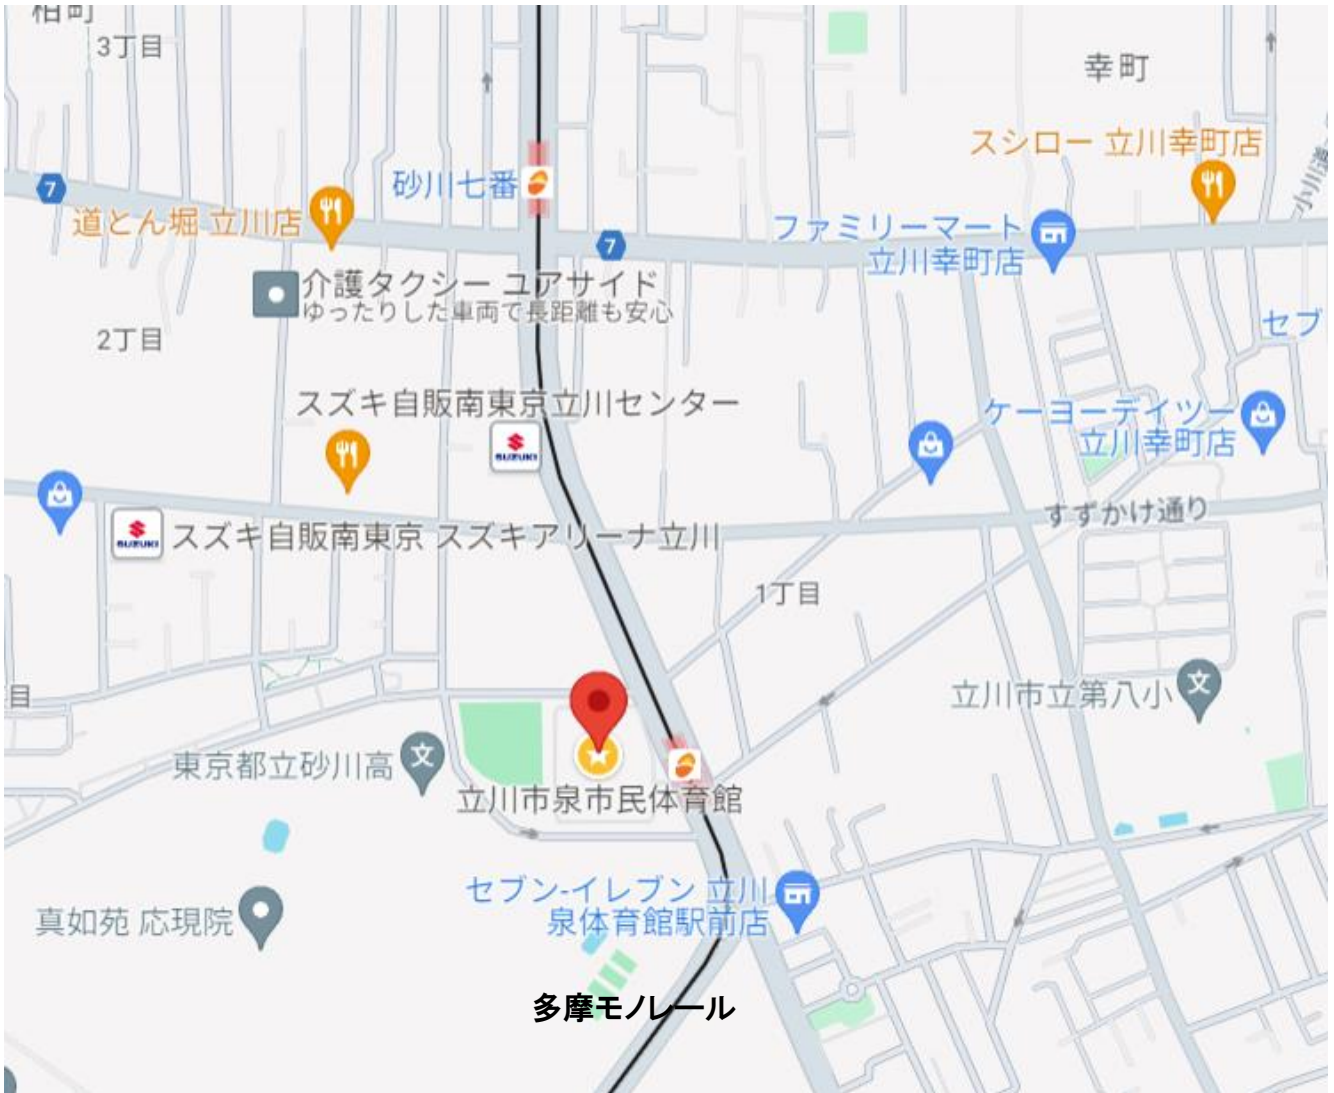 柏町
3丁目
幸町
スシロー 立川幸町店
砂川七番
7
道とん堀 立川店
7
ファミリーマート
立川幸町店
介護タクシー ユアサイド
ゆったりした車両で長距離も安心
2丁目
セブ
スズキ自販南東京立川センター
SUZUKI
ケーヨーデイツー
立川幸町店
すずかけ通り
SUZUKI
スズキ自販南東京 スズキアリーナ立川
1丁目
目
立川市立第八小
文
東京都立砂川高
文
立川市泉市民体育館
セブン-イレブン 立川
泉体育館駅前店
真如苑 応現院
多摩モノレール